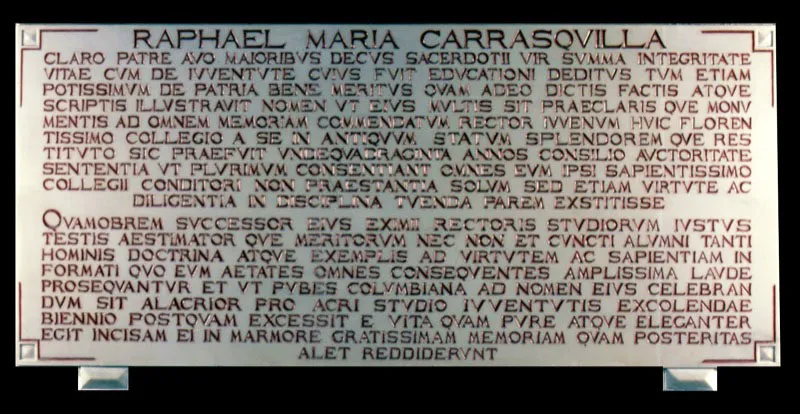 RAPHAEL MARIA CARRASQVILLA
CLARO PATRE AVO MAIORIBVS DECVS SACERDOTII VIR SVMMA INTEGRITATE
VITAE CVM DE IVVENTVTE CVIVS FVIT EDVCATIONI DEDITVS TVM ETIAM
POTISSIMVM DE PATRIA BENE MERITVS QVAM ADEO DICTIS FACTIS ATQVE
SCRIPTIS ILLVSTRAVIT NOMEN VT EIVS MVLTIS SIT PRAECLARIS QVE MONV
MENTIS AD OMNEM MEMORIAM COMMENDATVM RECTOR IVVENVM HVIC FLOREN
TISSIMO COLLEGIO A SE IN ANTIQVVM STATVM SPLENDOREM QVE RES
TITVTO SIC PRAEFVIT VNDEQVADRAGINTA ANNOS CONSILIO AVCTORITATE
SENTENTIA VT PLVRIMVM CONSENTIANT OMNES EVM IPSI SAPIENTISSIMO
COLLEGII CONDITORI NON PRAESTANTIA SOLVM SED ETIAM VIRTVTE AC
DILIGENTIA IN DISCIPLINA TVENDA PAREM EXSTITISSE
QVAMOBREM SVCCESSOR EIVS EXIMII RECTORIS STVDIORVM IVSTVS
TESTIS AESTIMATOR QVE MERITORVM NEC NON ET CVNCTI ALVMNI TANTI
HOMINIS DOCTRINA ATQVE EXEMPLIS AD VIRTVTEM AC SAPIENTIAM IN
FORMATI QVO EVM AETATES OMNES CONSEQVENTES AMPLISSIMA LAVDE
PROSEQVANTVR ET VT PVBES COLVMBIANA AD NOMEN EIVS CELEBRAN
DVM SIT ALACRIOR PRO ACRI STVDIO IVVENTVTIS EXCOLENDAE
BIENNIO POSTQVAM EXCESSIT E VITA QVAM PVRE ATQVE ELEGANTER
EGIT INCISAM EI IN MARMORE GRATISSIMAM MEMORIAM QVAM POSTERITAS
ALET REDDIDERVNT